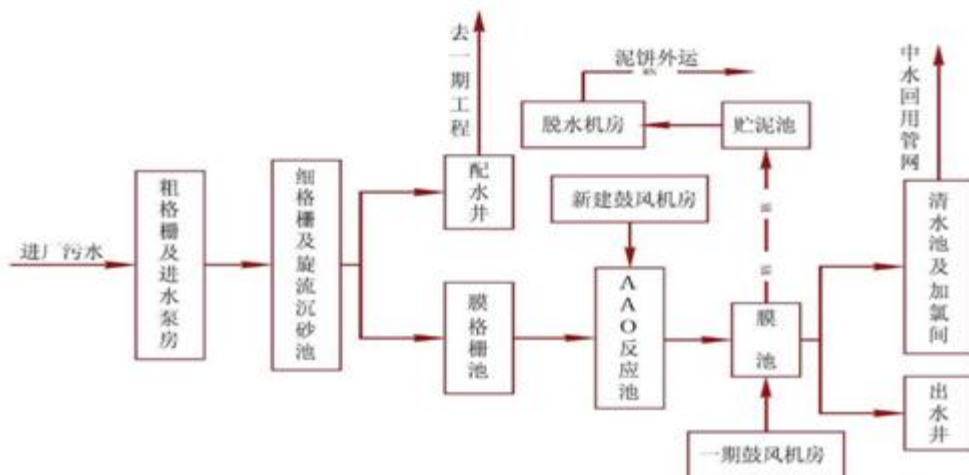 进厂污水
粗格栅及进水泵房
细格栅及旋流沉砂池
去一期工程
配水井
膜格栅池
新建鼓风机房
AAO反应池
泥饼外运
脱水机房
贮泥池
膜池
一期鼓风机房
中水回用管网
清水池及加氯间
出水井